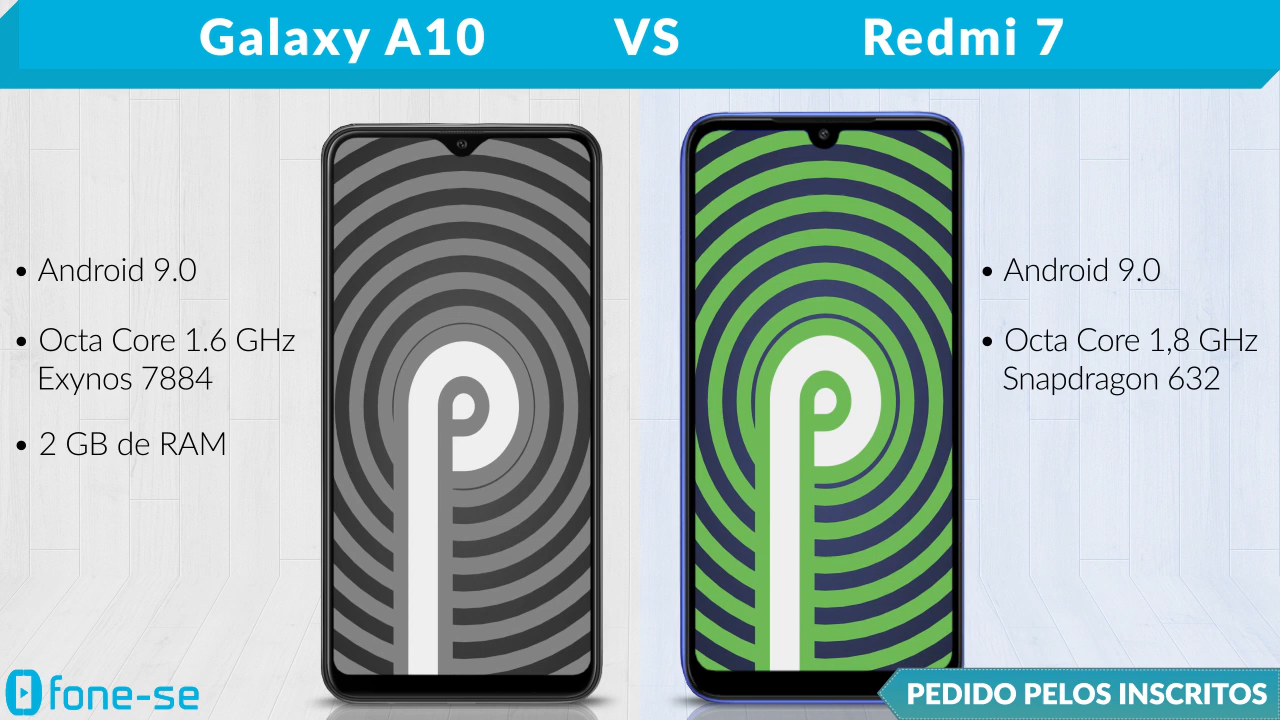 Galaxy A10 VS Redmi 7
• Android 9.0
• Octa Core 1.6 GHz
Exynos 7884
• 2 GB de RAM
• Android 9.0
• Octa Core 1,8 GHz
Snapdragon 632
fone-se
PEDIDO PELOS INSCRITOS